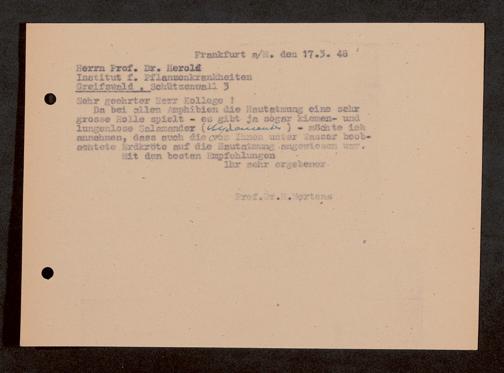 Frankfurt a/M. den 17.3. 48
Herrn Prof. Dr. Herold
Institut f. Pflanzenkrankheiten
Greifswald , Schützenwall 3
Sehr geehrter Herr Kollege !
Da bei allen Amphibien die Hautatmung eine sehr
grosse Rolle spielt - es gibt ja sogar kiemen- und
lungenlose Salamander ( ) - möchte ich
annehmen, dass auch die von Ihnen unter Wasser beob-
achtete Erdkröte auf die Hautatmung angewiesen war.
Mit den besten Empfehlungen
Ihr sehr ergebener
Prof.Dr.R.Mertens